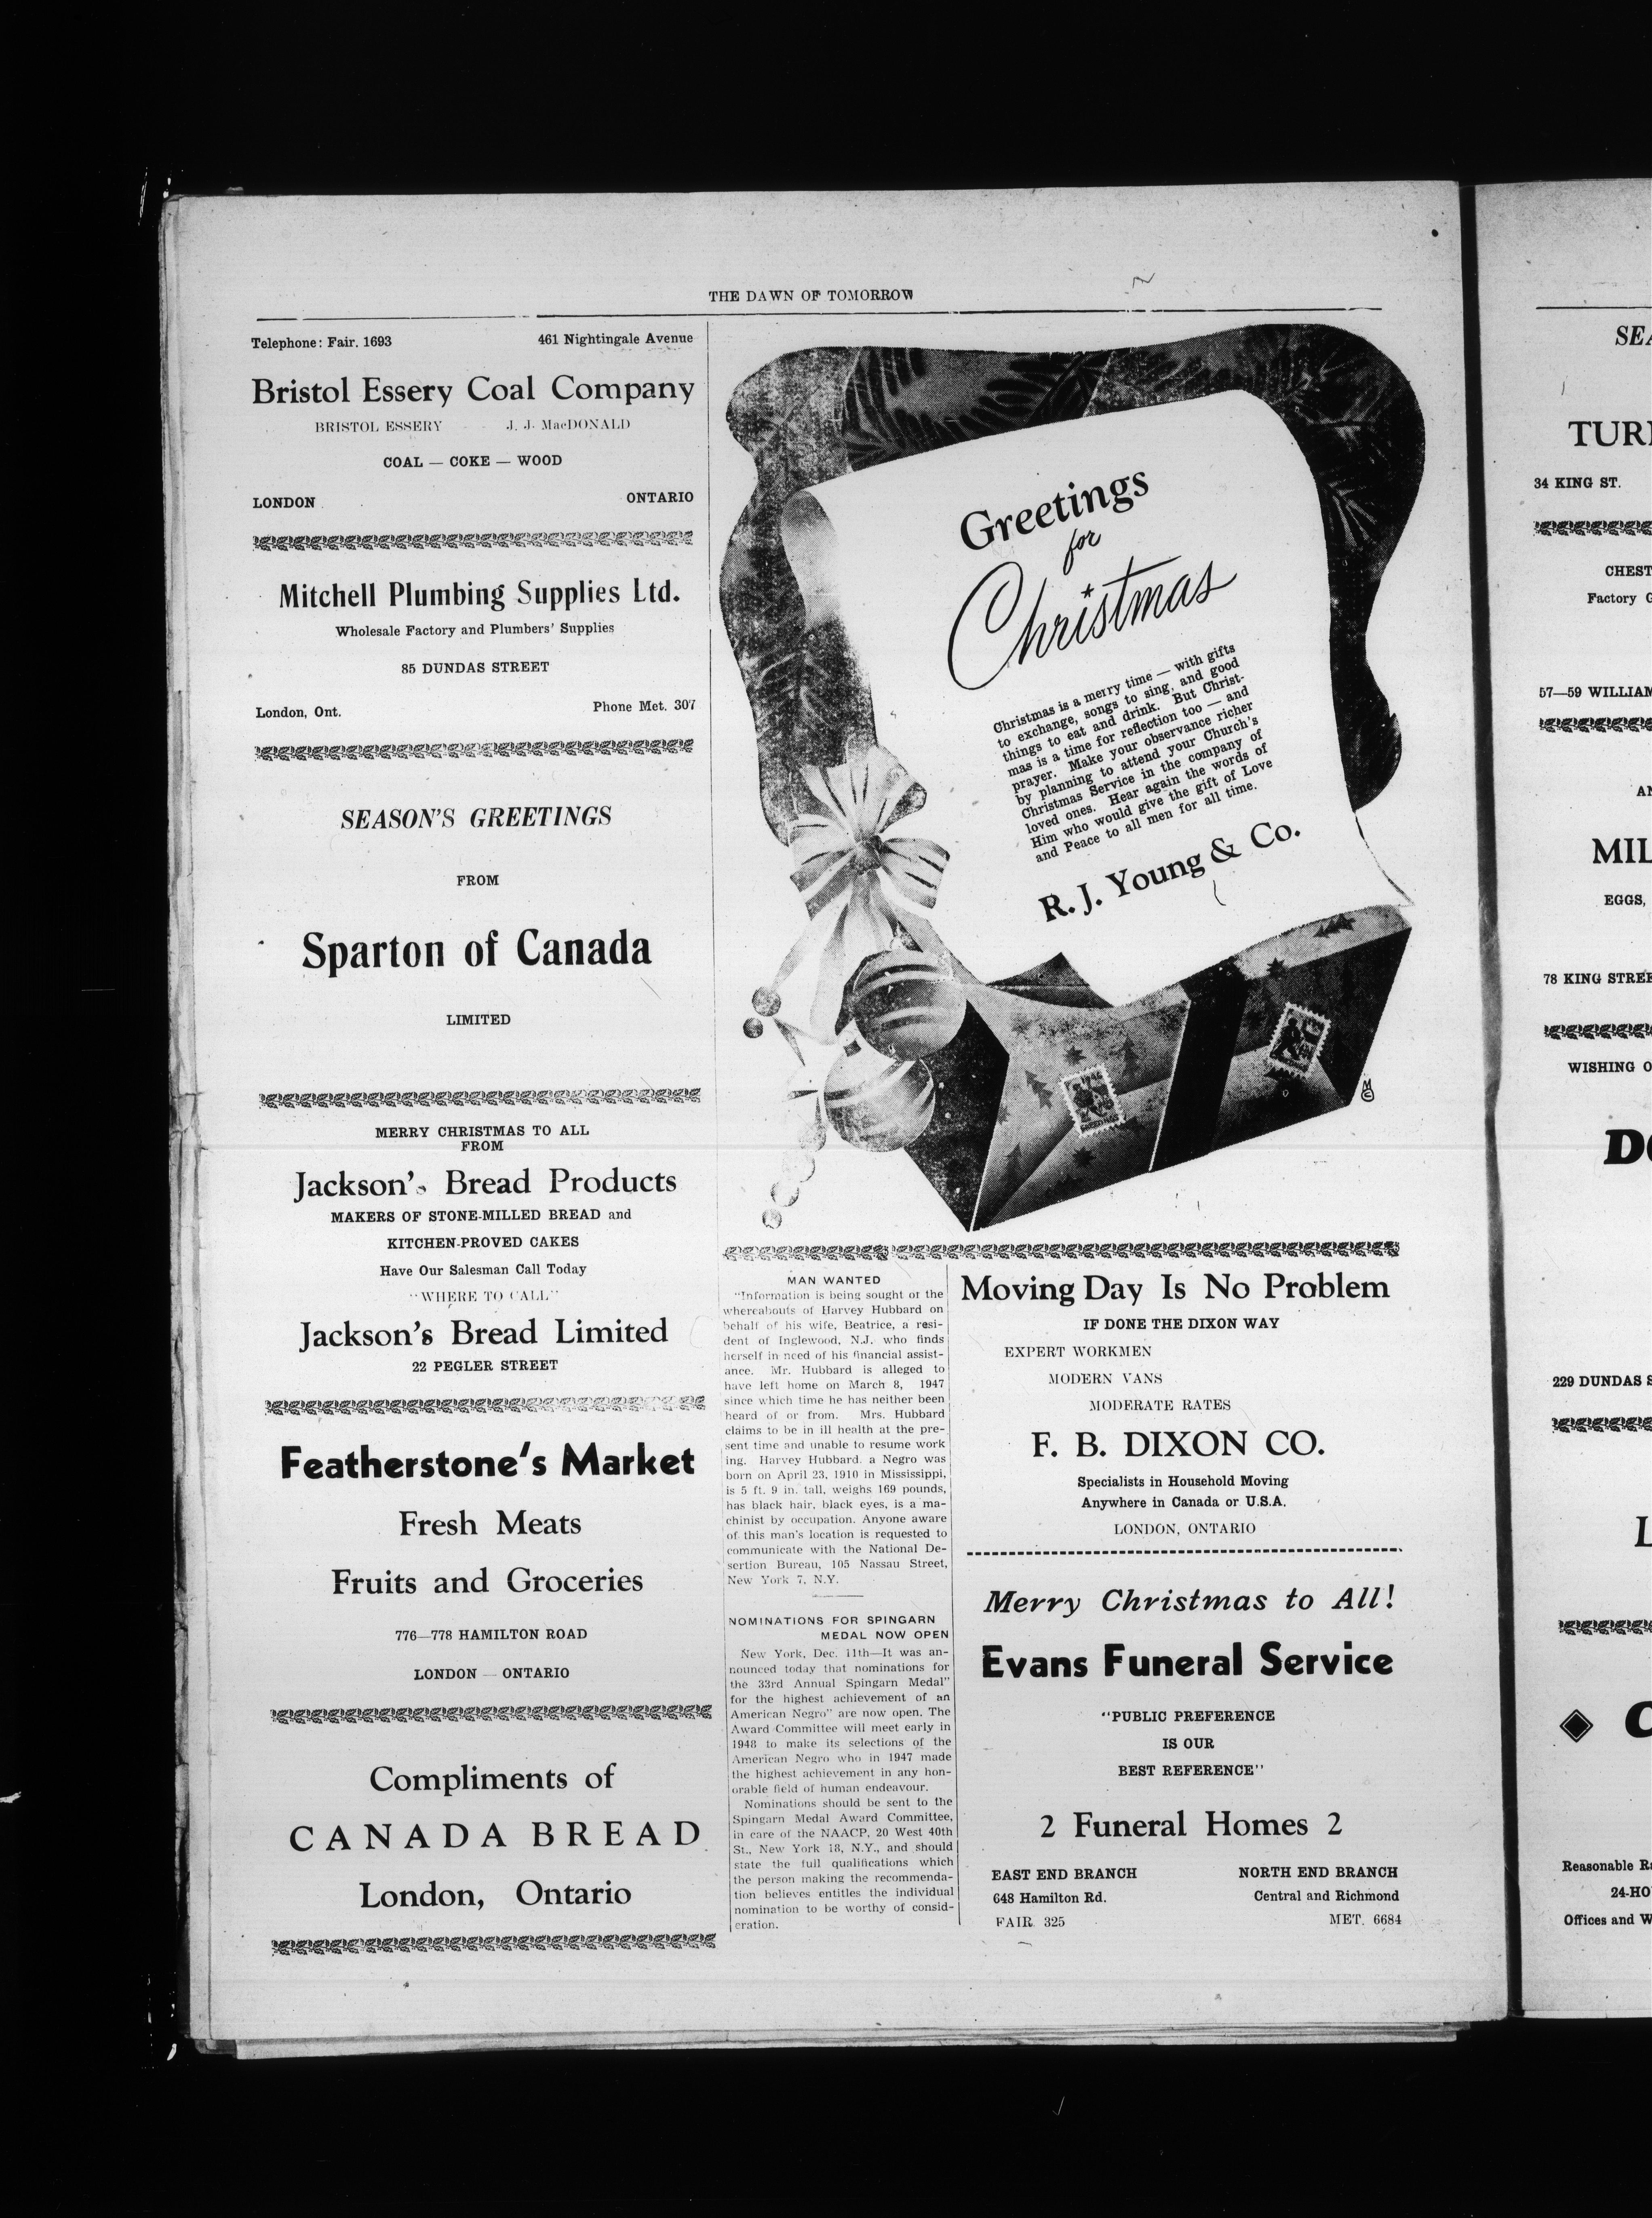 THE DAWN OF TOMORROW
Telephone: Fair. 1693 461 Nightingale Avenue
Bristol Essery Coal Company
BRISTOL ESSERY - - J. J. MacDONALD
COAL — COKE — WOOD
LONDON ONTARIO
Mitchell Plumbing Supplies Ltd.
Wholesale Factory and Plumbers' Supplies
85 DUNDAS STREET
London, Ont. Phone Met. 307
SEASON'S GREETINGS
FROM
Sparton of Canada
LIMITED
MERRY CHRISTMAS TO ALL
FROM
Jackson's Bread Products
MAKERS OF STONE-MILLED BREAD and
KITCHEN-PROVED CAKES
Have Our Salesman Call Today
"WHERE TO CALL"
Jackson's Bread Limited
22 PEGLER STREET
Featherstone's Market
Fresh Meats
Fruits and Groceries
776—778 HAMILTON ROAD
LONDON — ONTARIO
Compliments of
CANADA BREAD
London, Ontario
Greetings
for
Christmas
Christmas is a merry time — with gifts
to exchange, songs to sing, and good
things to eat and drink. But Christ-
mas is a time for reflection too — and
prayer. Make your observance richer
by planning to attend your Church's
Christmas Service in the company of
loved ones. Hear again the words of
Him who would give the gift of Love
and Peace to all men for all time.
R. J. Young & Co.
MAN WANTED
"Information is being sought or the
whereabouts of Harvey Hubbard on
behalf of his wife, Beatrice, a resi-
dent of Inglewood, N.J. who finds
herself in need of his financial assist-
ance. Mr. Hubbard is alleged to
have left home on March 8, 1947
since which time he has neither been
heard of or from. Mrs. Hubbard
claims to be in ill health at the pre-
sent time and unable to resume work
ing. Harvey Hubbard. a Negro was
born on April 23, 1910 in Mississippi,
is 5 ft. 9 in. tall, weighs 169 pounds,
has black hair, black eyes, is a ma-
chinist by occupation. Anyone aware
of this man's location is requested to
communicate with the National De-
sertion Bureau, 105 Nassau Street,
New York 7, N.Y.
NOMINATIONS FOR SPINGARN
MEDAL NOW OPEN
New York, Dec. 11th—It was an-
nounced today that nominations for
the 33rd Annual Spingarn Medal"
for the highest achievement of an
American Negro" are now open. The
Award Committee will meet early in
1948 to make its selections of the
American Negro who in 1947 made
the highest achievement in any hon-
orable field of human endeavour.
Nominations should be sent to the
Spingarn Medal Award Committee,
in care of the NAACP, 20 West 40th
St., New York 18, N.Y., and should
state the full qualifications which
the person making the recommenda-
tion believes entitles the individual
nomination to be worthy of consid-
eration.
Moving Day Is No Problem
IF DONE THE DIXON WAY
EXPERT WORKMEN
MODERN VANS
MODERATE RATES
F. B. DIXON CO.
Specialists in Household Moving
Anywhere in Canada or U.S.A.
LONDON, ONTARIO
Merry Christmas to All!
Evans Funeral Service
"PUBLIC PREFERENCE
IS OUR
BEST REFERENCE"
2 Funeral Homes 2
EAST END BRANCH NORTH END BRANCH
648 Hamilton Rd. Central and Richmond
FAIR. 325 MET. 6684
34 KING ST.
Factory
57—59 WILLIAM
EGGS,
78 KING
WISHING
229 DUNDAS
Reasonable
Offices and